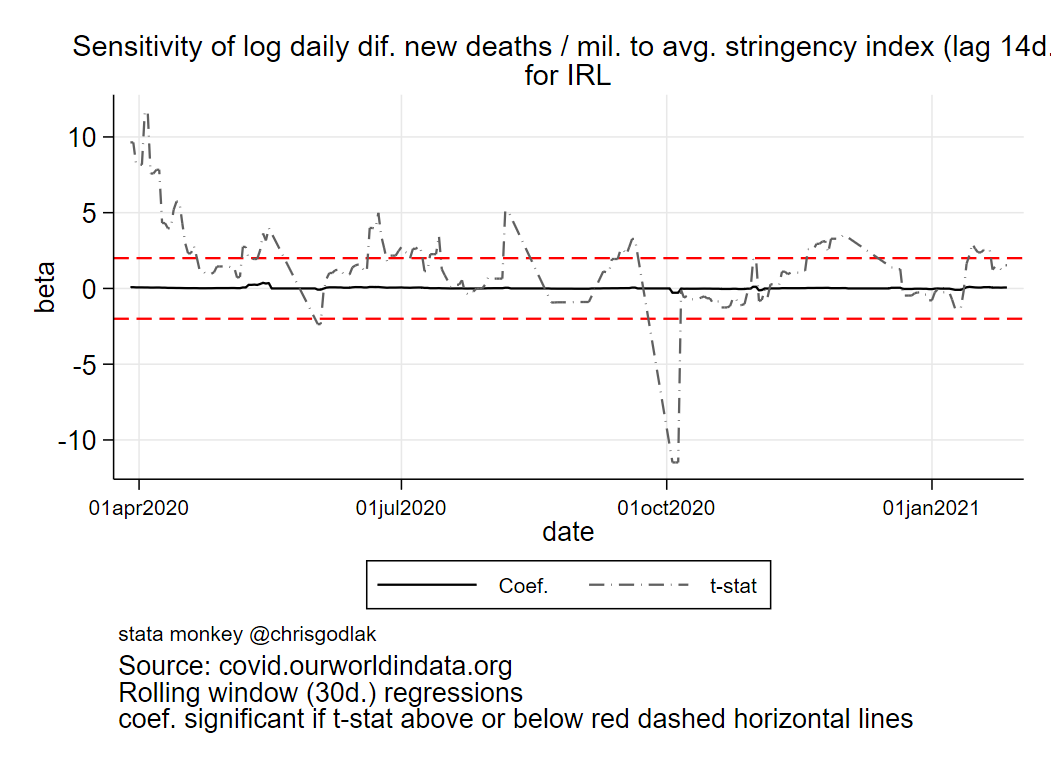 Sensitivity of log daily dif. new deaths / mil. to avg. stringency index (lag 14d.
for IRL
beta
10
5
0
-5
-10
01apr2020 01jul2020 01oct2020 01jan2021
date
Coef. t-stat
stata monkey @chrisgodlak
Source: covid.ourworldindata.org
Rolling window (30d.) regressions
coef. significant if t-stat above or below red dashed horizontal lines